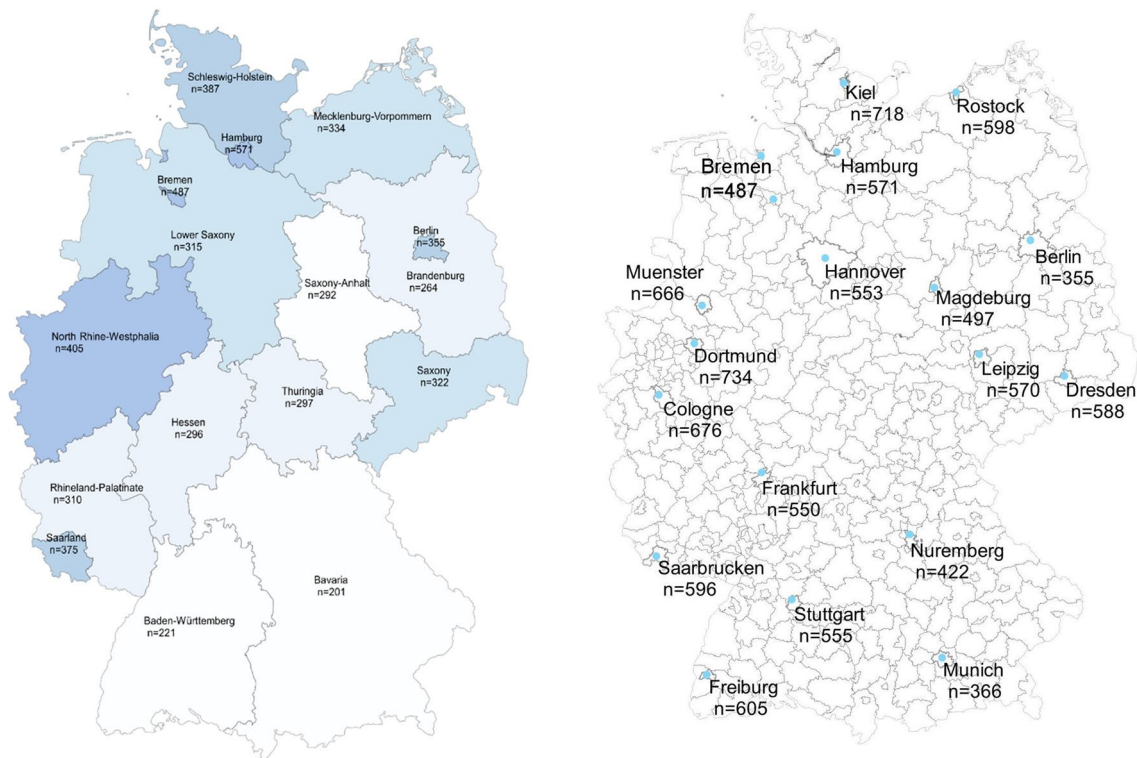 Schleswig-Holstein
n=387
Mecklenburg-Vorpommern
n=334
Hamburg
n=571
Bremen
n=487
Lower Saxony
n=315
Berlin
n=355
Brandenburg
n=264
Saxony-Anhalt
n=292
North Rhine-Westphalia
n=405
Saxony
n=322
Thuringia
n=297
Hessen
n=296
Rhineland-Palatinate
n=310
Saarland
n=375
Bavaria
n=201
Baden-Württemberg
n=221
Kiel
n=718
Rostock
n=598
Bremen
n=487
Hamburg
n=571
Berlin
n=355
Hannover
n=553
Muenster
n=666
Magdeburg
n=497
Dortmund
n=734
Leipzig
n=570
Dresden
n=588
Cologne
n=676
Frankfurt
n=550
Nuremberg
n=422
Saarbrucken
n=596
Stuttgart
n=555
Munich
n=366
Freiburg
n=605